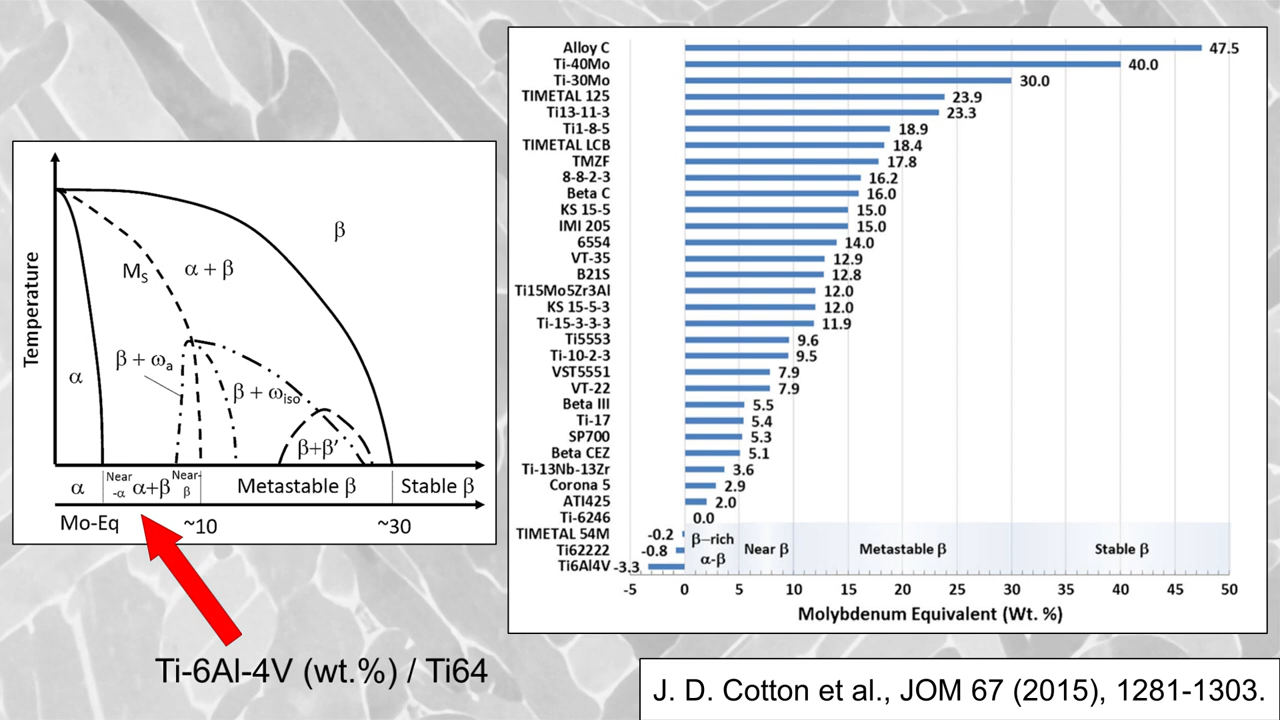 Temperature
β
α + β
Ms
β + ωa
β + ωiso
α
β+β′
α
Near -α
α+β
Near- β
Metastable β
Stable β
Mo-Eq
~10
~30
Ti-6Al-4V (wt.%) / Ti64
Alloy C 47.5
Ti-40Mo 40.0
Ti-30Mo 30.0
TIMETAL 125 23.9
Ti13-11-3 23.3
Ti1-8-5 18.9
TIMETAL LCB 18.4
TMZF 17.8
8-8-2-3 16.2
Beta C 16.0
KS 15-5 15.0
IMI 205 15.0
6554 14.0
VT-35 12.9
B21S 12.8
Ti15Mo5Zr3Al 12.0
KS 15-5-3 12.0
Ti-15-3-3-3 11.9
Ti5553 9.6
Ti-10-2-3 9.5
VST5551 7.9
VT-22 7.9
Beta III 5.5
Ti-17 5.4
SP700 5.3
Beta CEZ 5.1
Ti-13Nb-13Zr 3.6
Corona 5 2.9
ATI425 2.0
Ti-6246 0.0
TIMETAL 54M -0.2
Ti62222 -0.8
Ti6Al4V -3.3
β–rich
α-β
Near β
Metastable β
Stable β
-5 0 5 10 15 20 25 30 35 40 45 50
Molybdenum Equivalent (Wt. %)
J. D. Cotton et al., JOM 67 (2015), 1281-1303.